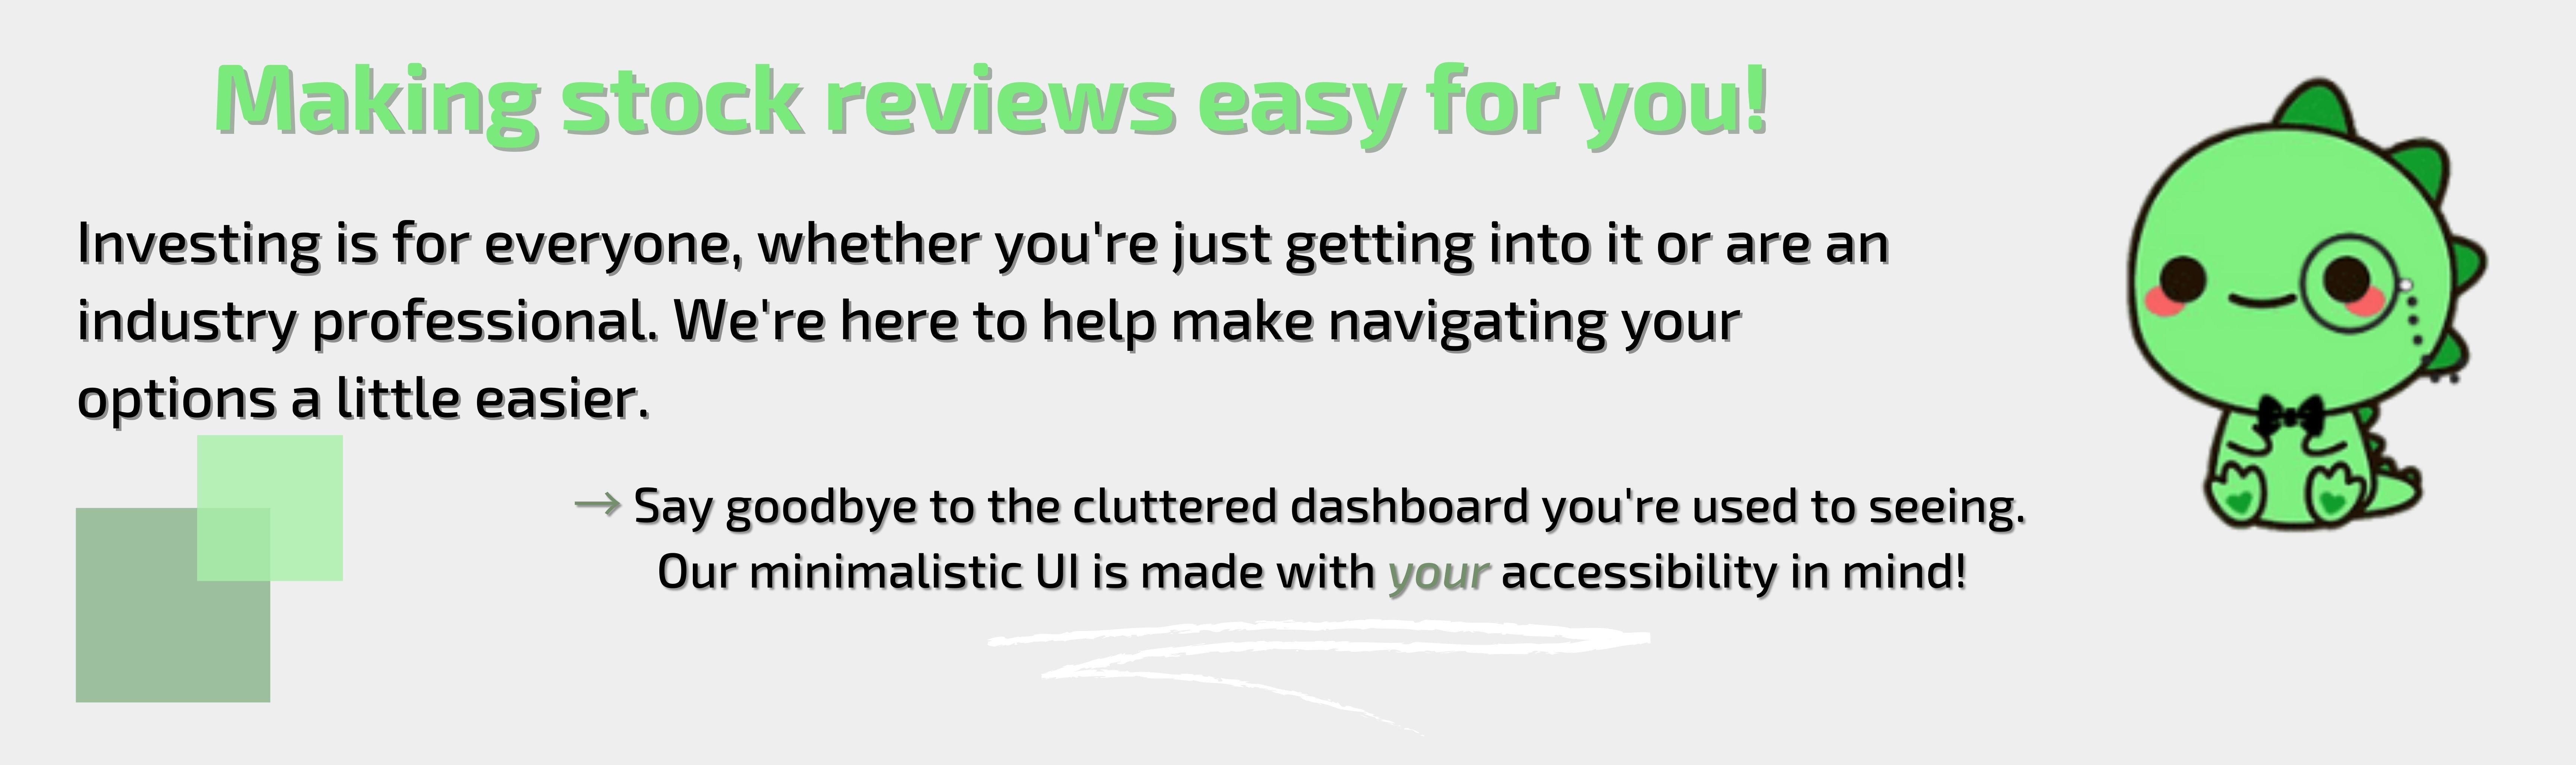 Making stock reviews easy for you!
Investing is for everyone, whether you're just getting into it or are an
industry professional. We're here to help make navigating your
options a little easier.
→ Say goodbye to the cluttered dashboard you're used to seeing.
Our minimalistic UI is made with your accessibility in mind!